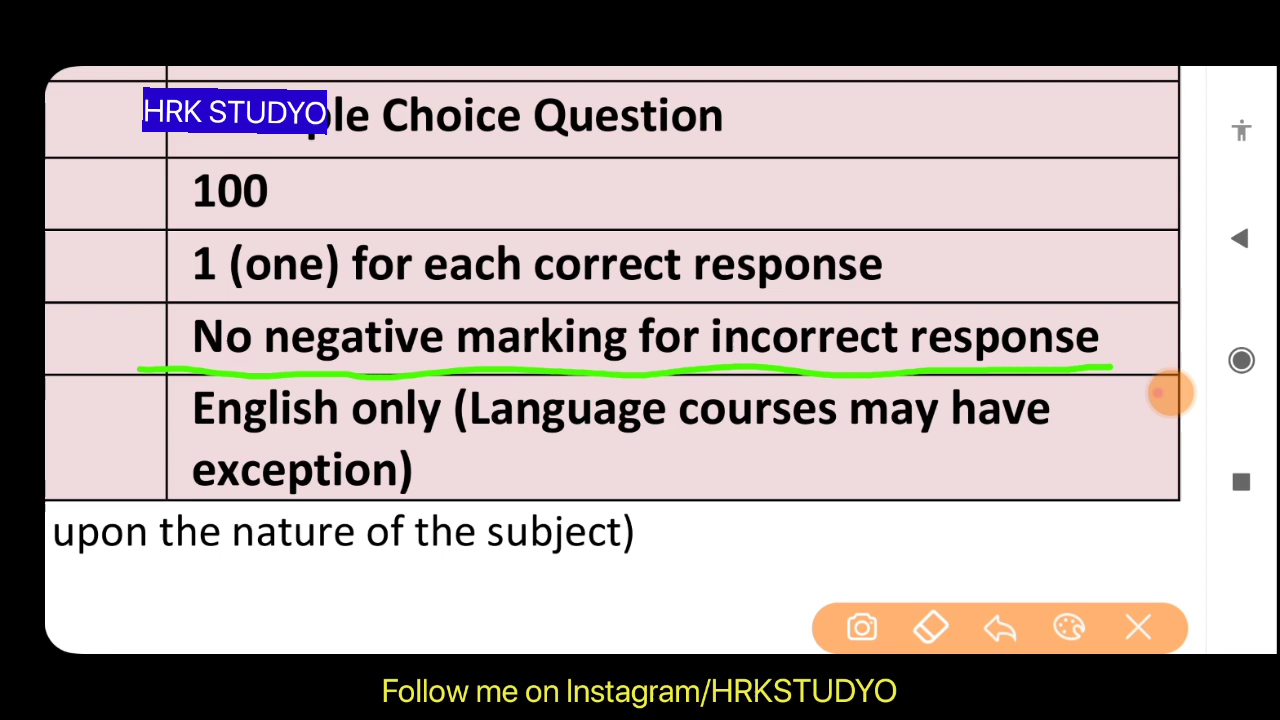 HRK STUDYO
Choice Question
100
1 (one) for each correct response
No negative marking for incorrect response
English only (Language courses may have
exception)
upon the nature of the subject)
Follow me on Instagram/HRKSTUDYO